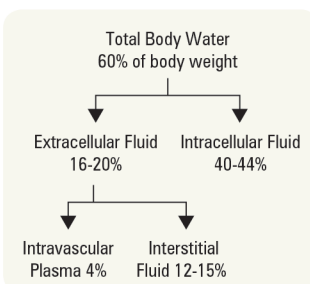 Total Body Water
60% of body weight
Extracellular Fluid
16-20%
Intracellular Fluid
40-44%
Intravascular
Plasma 4%
Interstitial
Fluid 12-15%